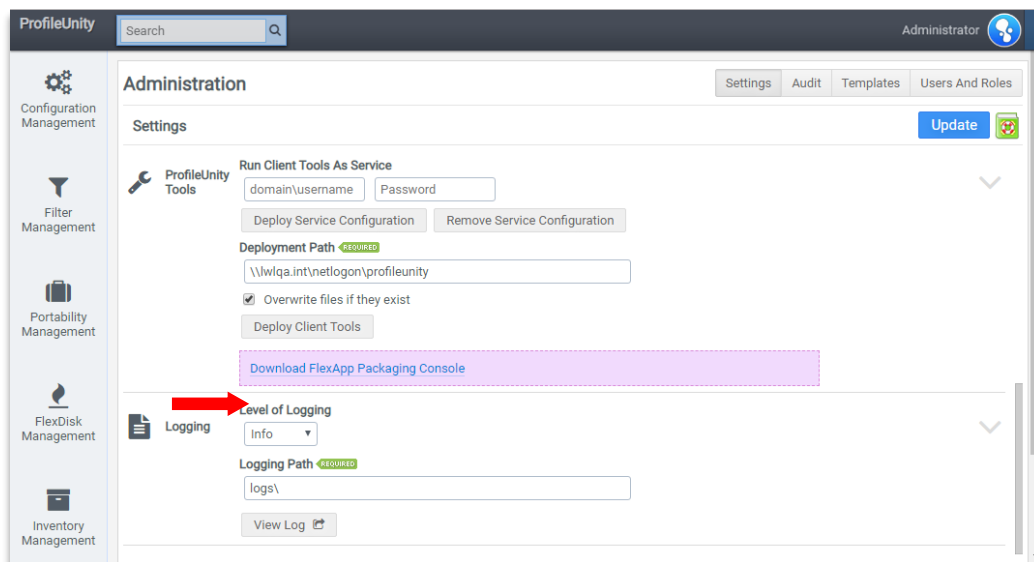 ProfileUnity
Search
Administrator
Configuration
Management
Filter
Management
Portability
Management
FlexDisk
Management
Inventory
Management
Administration
Settings
Audit
Templates
Users And Roles
Settings
Update
ProfileUnity
Tools
Run Client Tools As Service
domain\username
Password
Deploy Service Configuration
Remove Service Configuration
Deployment Path REQUIRED
\\lwlqa.int\netlogon\profileunity
Overwrite files if they exist
Deploy Client Tools
Download FlexApp Packaging Console
Logging
Level of Logging
Info
Logging Path REQUIRED
logs\
View Log